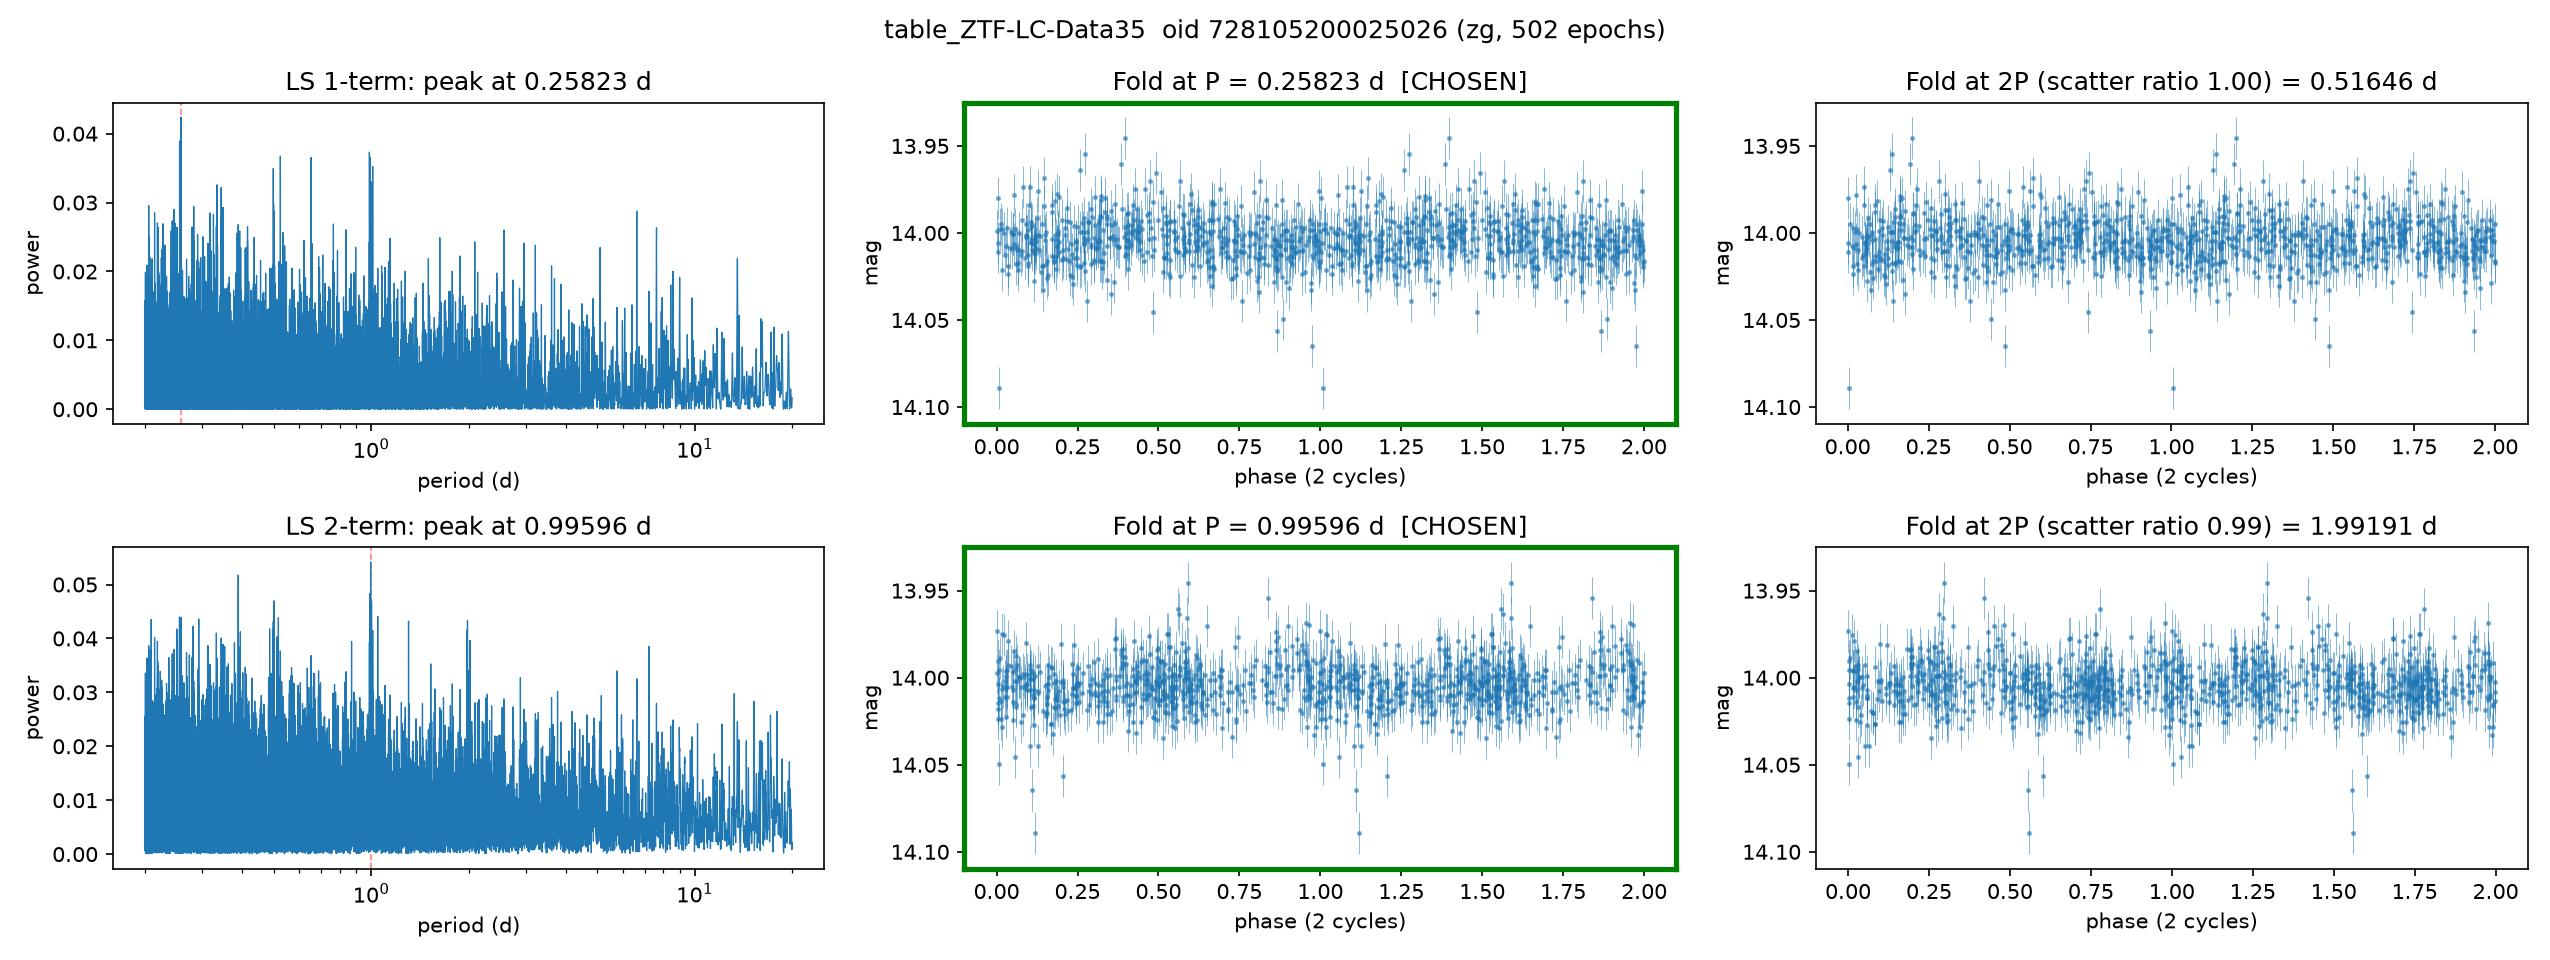 table_ZTF-LC-Data35  oid 728105200025026 (zg, 502 epochs)
LS 1-term: peak at 0.25823 d
Fold at P = 0.25823 d  [CHOSEN]
Fold at 2P (scatter ratio 1.00) = 0.51646 d
power
0.04
0.03
0.02
0.01
0.00
10⁰
10¹
period (d)
mag
13.95
14.00
14.05
14.10
0.00 0.25 0.50 0.75 1.00 1.25 1.50 1.75 2.00
phase (2 cycles)
mag
13.95
14.00
14.05
14.10
0.00 0.25 0.50 0.75 1.00 1.25 1.50 1.75 2.00
phase (2 cycles)
LS 2-term: peak at 0.99596 d
Fold at P = 0.99596 d  [CHOSEN]
Fold at 2P (scatter ratio 0.99) = 1.99191 d
power
0.05
0.04
0.03
0.02
0.01
0.00
10⁰
10¹
period (d)
mag
13.95
14.00
14.05
14.10
0.00 0.25 0.50 0.75 1.00 1.25 1.50 1.75 2.00
phase (2 cycles)
mag
13.95
14.00
14.05
14.10
0.00 0.25 0.50 0.75 1.00 1.25 1.50 1.75 2.00
phase (2 cycles)